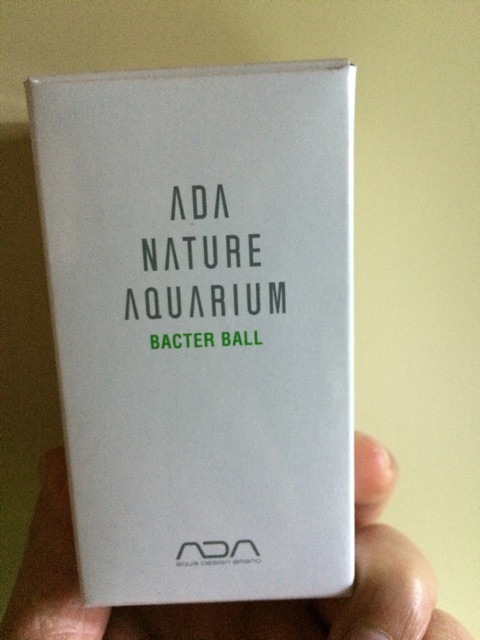 ADA
NATURE
AQUARIUM
BACTER BALL
ADA
aqua design amano